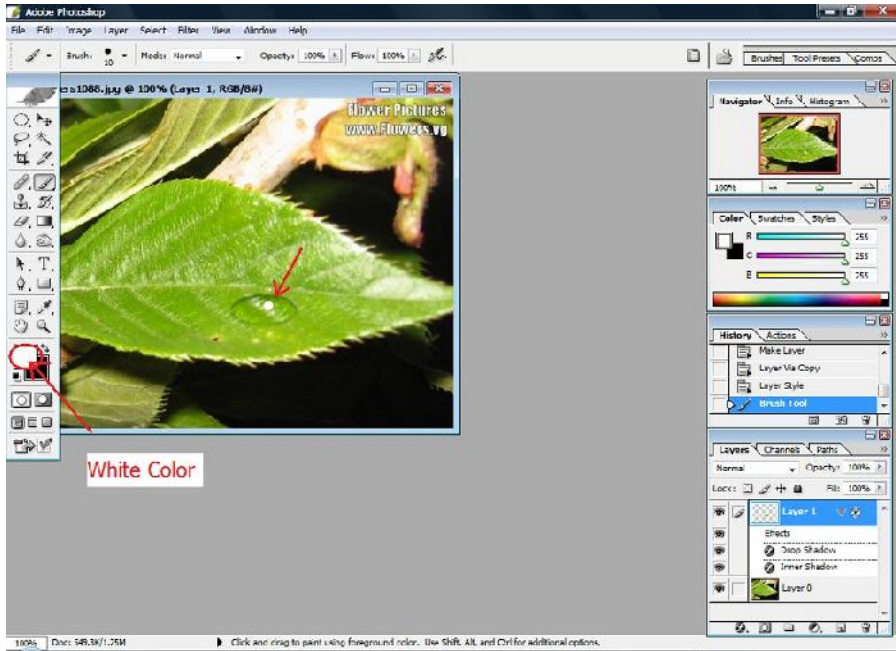 Adobe Photoshop
File Edit Image Layer Select Filter View Window Help
Brush: 10 Mode: Normal Opacity: 100% Flow: 100%
Brushes Tool Presets Comps
1088.jpg @ 100% (Layer 1, RGB/8#)
Flower Pictures
www.Flowers.vg
White Color
Navigator Info Histogram
100%
Color Swatches Styles
R 255
G 255
B 255
History Actions
Make Layer
Layer Via Copy
Layer Style
Brush Tool
Layers Channels Paths
Normal Opacity: 100%
Lock: Fill: 100%
Layer 1
Effects
Drop Shadow
Inner Shadow
Layer 0
100% Doc: 549.3K/1.25M Click and drag to paint using foreground color. Use Shift, Alt, and Ctrl for additional options.